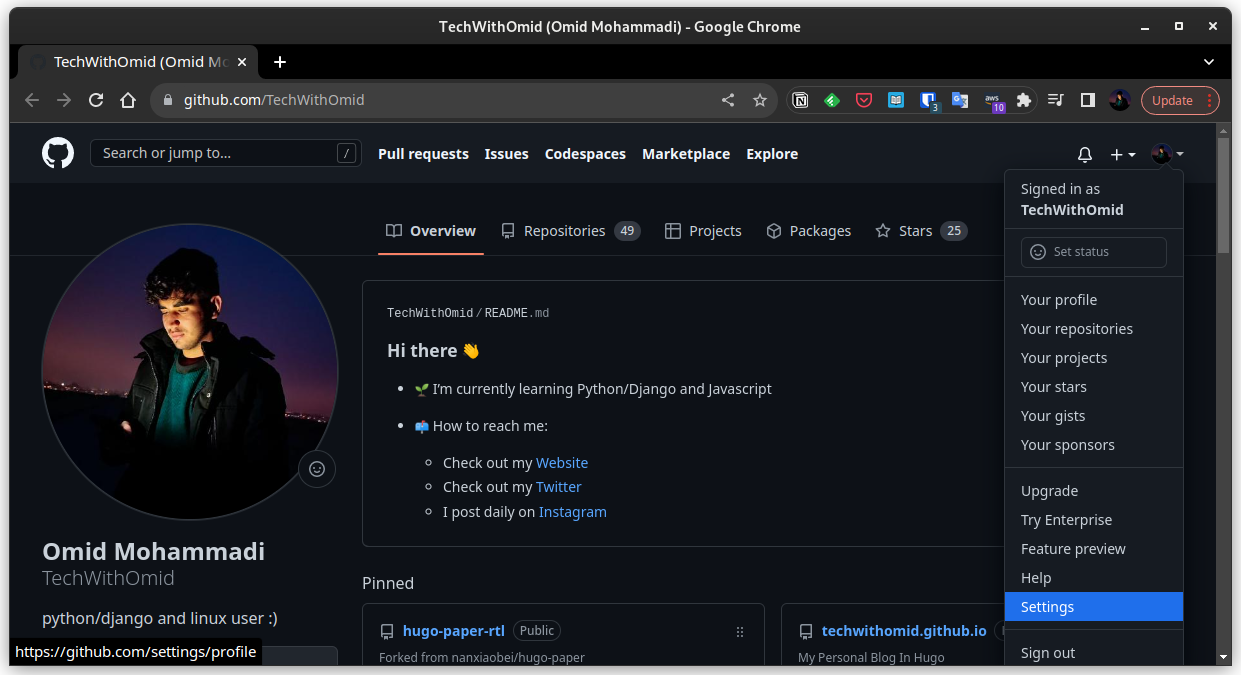 TechWithOmid (Omid Mohammadi) - Google Chrome
TechWithOmid (Omid Mo
github.com/TechWithOmid
3
aws
10
Update
Search or jump to...
/
Pull requests
Issues
Codespaces
Marketplace
Explore
Signed in as
TechWithOmid
Set status
Your profile
Your repositories
Your projects
Your stars
Your gists
Your sponsors
Upgrade
Try Enterprise
Feature preview
Help
Settings
Sign out
Overview
Repositories 49
Projects
Packages
Stars 25
TechWithOmid/README.md
Hi there 👋
• 🌱 I’m currently learning Python/Django and Javascript
• 📫 How to reach me:
◦ Check out my Website
◦ Check out my Twitter
◦ I post daily on Instagram
Omid Mohammadi
TechWithOmid
python/django and linux user :)
Pinned
hugo-paper-rtl Public
Forked from nanxiaobei/hugo-paper
techwithomid.github.io
My Personal Blog In Hugo
https://github.com/settings/profile